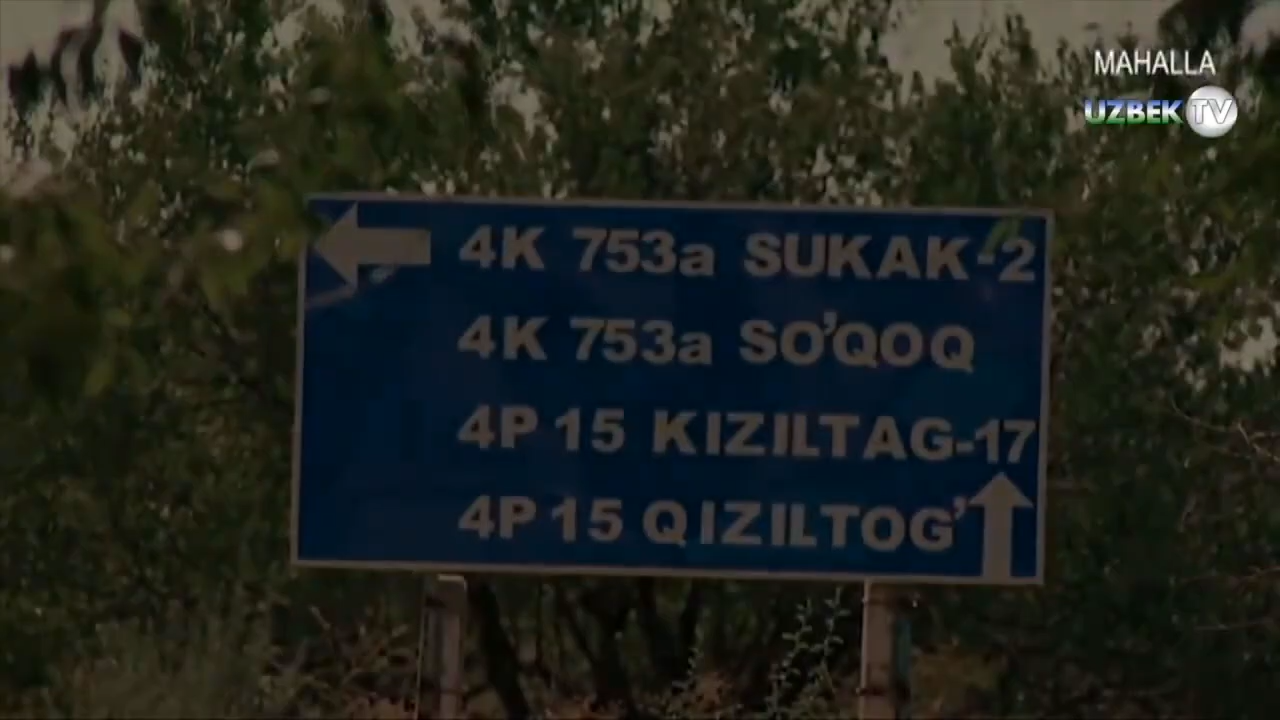 MAHALLA
UZBEK TV
4K 753a SUKAK-2
4K 753a SO'QOQ
4P 15 KIZILTAG-17
4P 15 QIZILTOG'